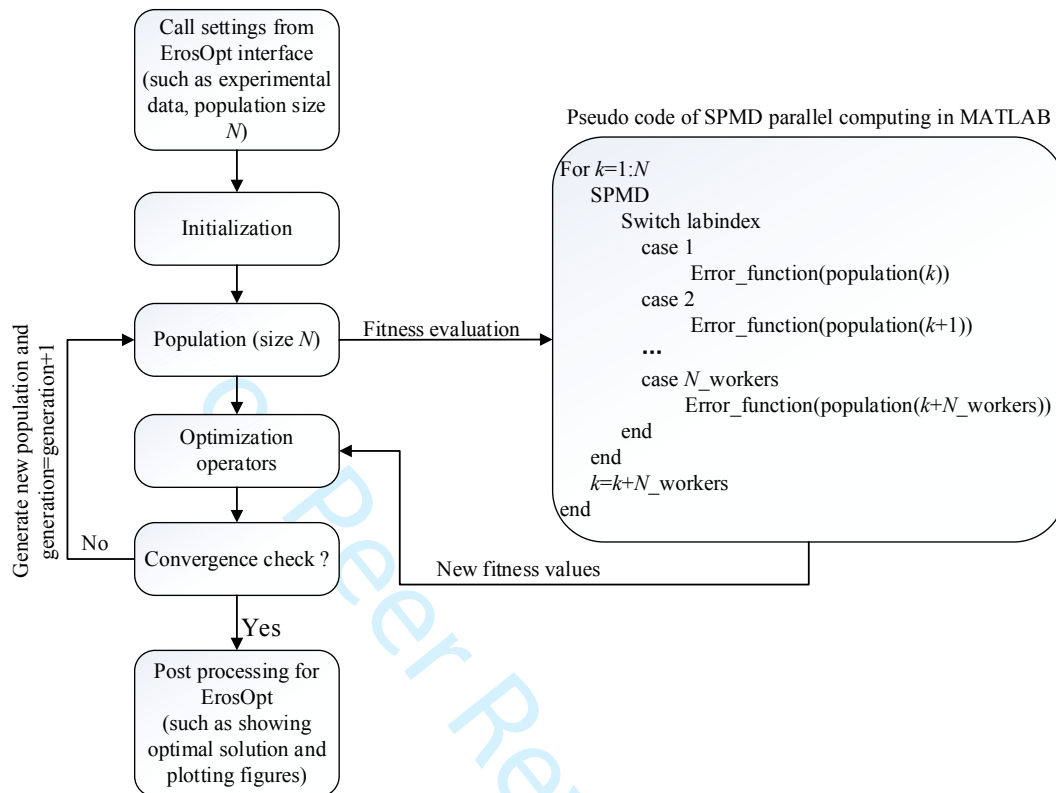 Call settings from
ErosOpt interface
(such as experimental
data, population size
N)
Initialization
Population (size N)
Fitness evaluation
Optimization
operators
Convergence check ?
No
Generate new population and
generation=generation+1
Yes
Post processing for
ErosOpt
(such as showing
optimal solution and
plotting figures)
Pseudo code of SPMD parallel computing in MATLAB
For k=1:N
SPMD
Switch labindex
case 1
Error_function(population(k))
case 2
Error_function(population(k+1))
...
case N_workers
Error_function(population(k+N_workers))
end
end
k=k+N_workers
end
New fitness values
Peer Re